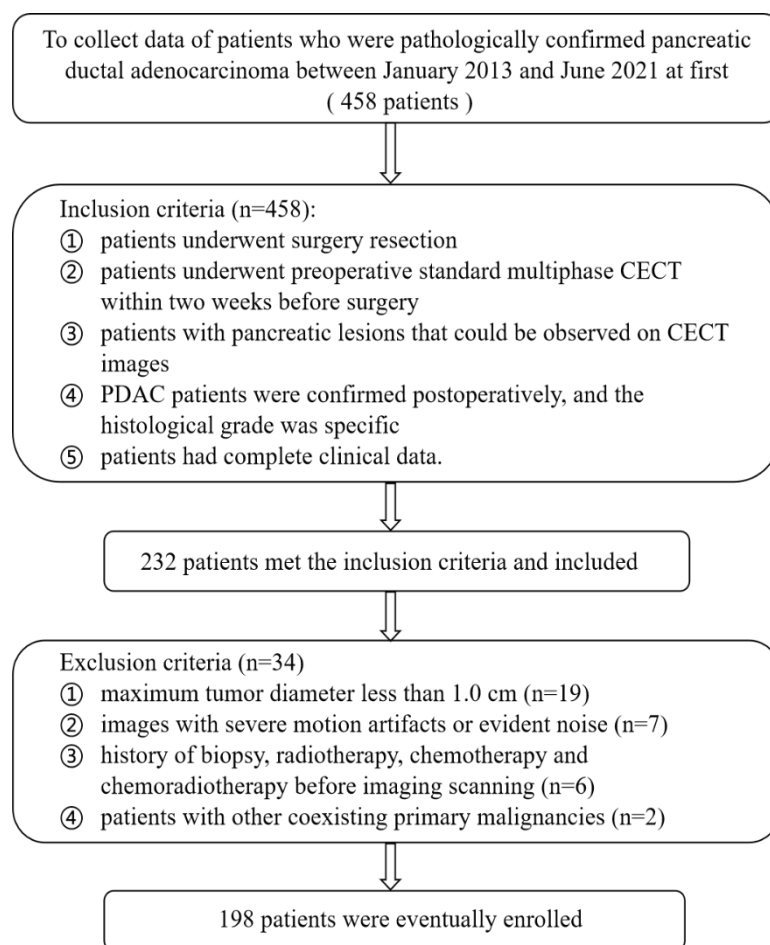 To collect data of patients who were pathologically confirmed pancreatic
ductal adenocarcinoma between January 2013 and June 2021 at first
( 458 patients )
Inclusion criteria (n=458):
① patients underwent surgery resection
② patients underwent preoperative standard multiphase CECT
within two weeks before surgery
③ patients with pancreatic lesions that could be observed on CECT
images
④ PDAC patients were confirmed postoperatively, and the
histological grade was specific
⑤ patients had complete clinical data.
232 patients met the inclusion criteria and included
Exclusion criteria (n=34)
① maximum tumor diameter less than 1.0 cm (n=19)
② images with severe motion artifacts or evident noise (n=7)
③ history of biopsy, radiotherapy, chemotherapy and
chemoradiotherapy before imaging scanning (n=6)
④ patients with other coexisting primary malignancies (n=2)
198 patients were eventually enrolled